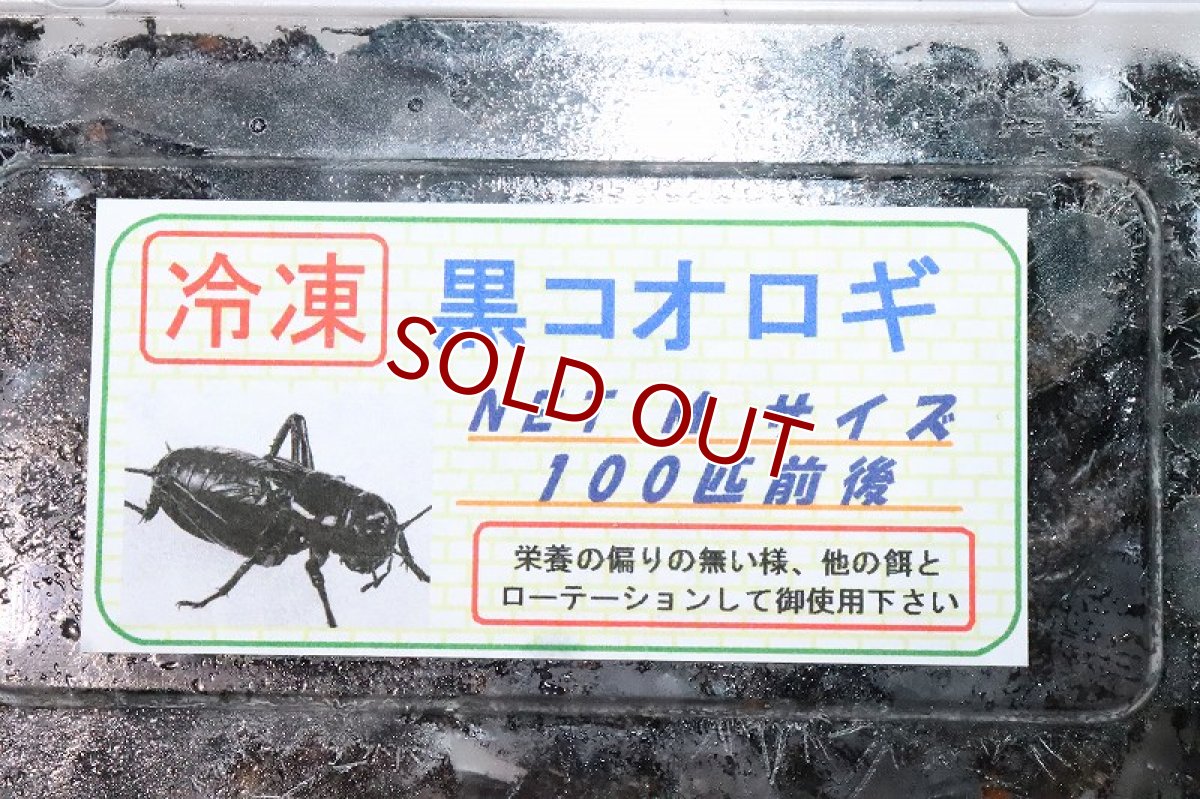 冷凍 黒コオロギ
SOLD OUT
NET M サイズ
100匹前後
栄養の偏りの無い様、他の餌と
ローテーションして御使用下さい